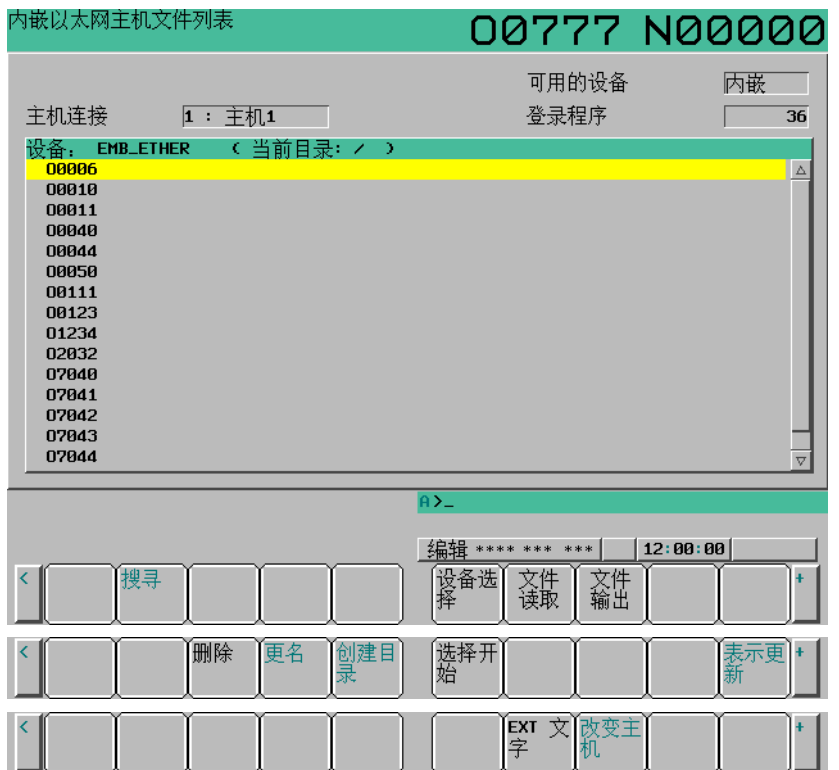 内嵌以太网主机文件列表
O0777 N00000
可用的设备 内嵌
主机连接 1 : 主机1 登录程序 36
设备: EMB_ETHER ( 当前目录: / )
O0006
O0010
O0011
O0040
O0044
O0050
O0111
O0123
O1234
O2032
O7040
O7041
O7042
O7043
O7044
A>_
编辑 **** *** *** 12:00:00
< 搜寻 设备选择 文件读取 文件输出 +
< 删除 更名 创建目录 选择开始 表示更新 +
< EXT 文字 改变主机 +